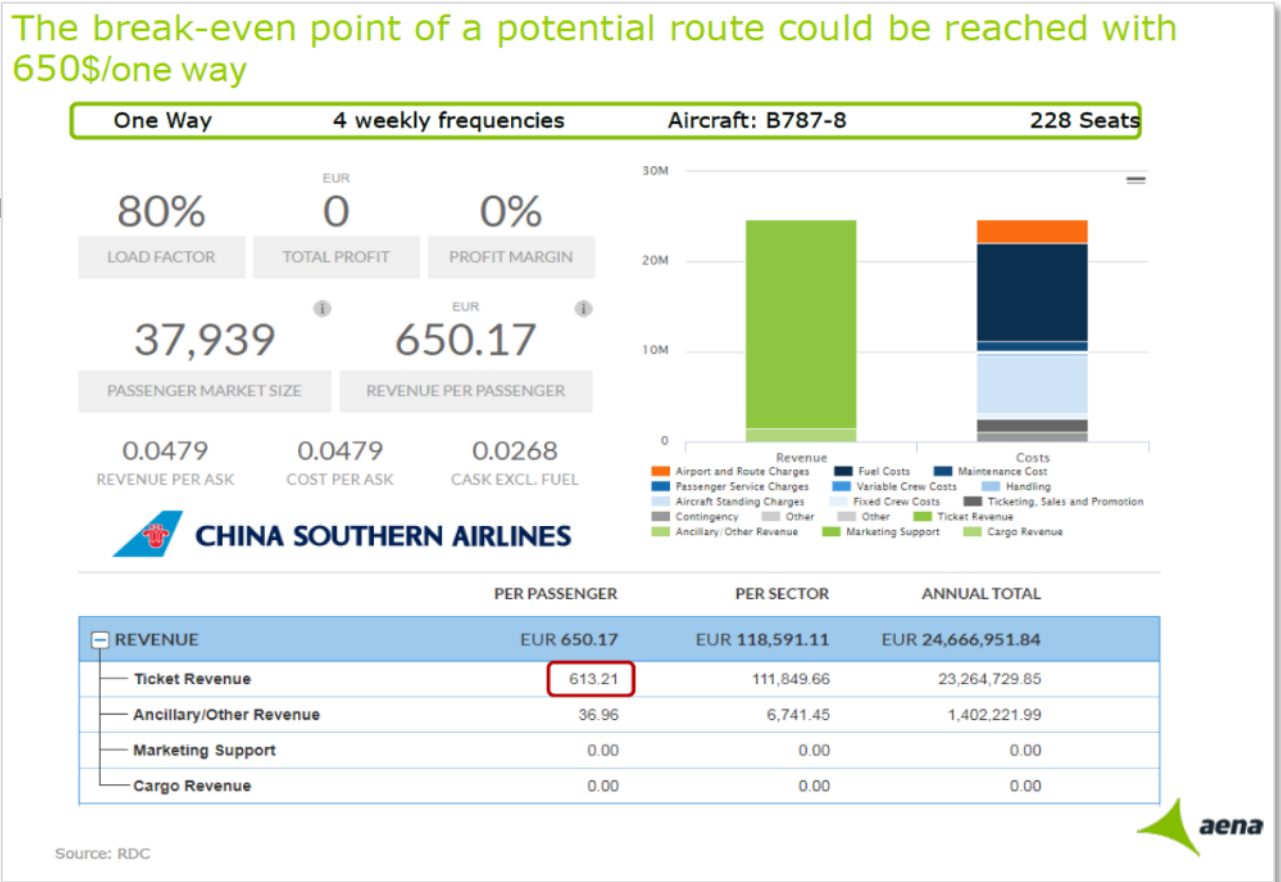 The break-even point of a potential route could be reached with
650$/one way
One Way 4 weekly frequencies Aircraft: B787-8 228 Seats
EUR
80% 0 0%
LOAD FACTOR TOTAL PROFIT PROFIT MARGIN
EUR
37,939 650.17
PASSENGER MARKET SIZE REVENUE PER PASSENGER
0.0479 0.0479 0.0268
REVENUE PER ASK COST PER ASK CASK EXCL. FUEL
CHINA SOUTHERN AIRLINES
30M
20M
10M
0
Revenue Costs
Airport and Route Charges Fuel Costs Maintenance Cost
Passenger Service Charges Variable Crew Costs Handling
Aircraft Standing Charges Fixed Crew Costs Ticketing, Sales and Promotion
Contingency Other Other Ticket Revenue
Ancillary/Other Revenue Marketing Support Cargo Revenue
PER PASSENGER PER SECTOR ANNUAL TOTAL
REVENUE EUR 650.17 EUR 118,591.11 EUR 24,666,951.84
Ticket Revenue 613.21 111,849.66 23,264,729.85
Ancillary/Other Revenue 36.96 6,741.45 1,402,221.99
Marketing Support 0.00 0.00 0.00
Cargo Revenue 0.00 0.00 0.00
aena
Source: RDC